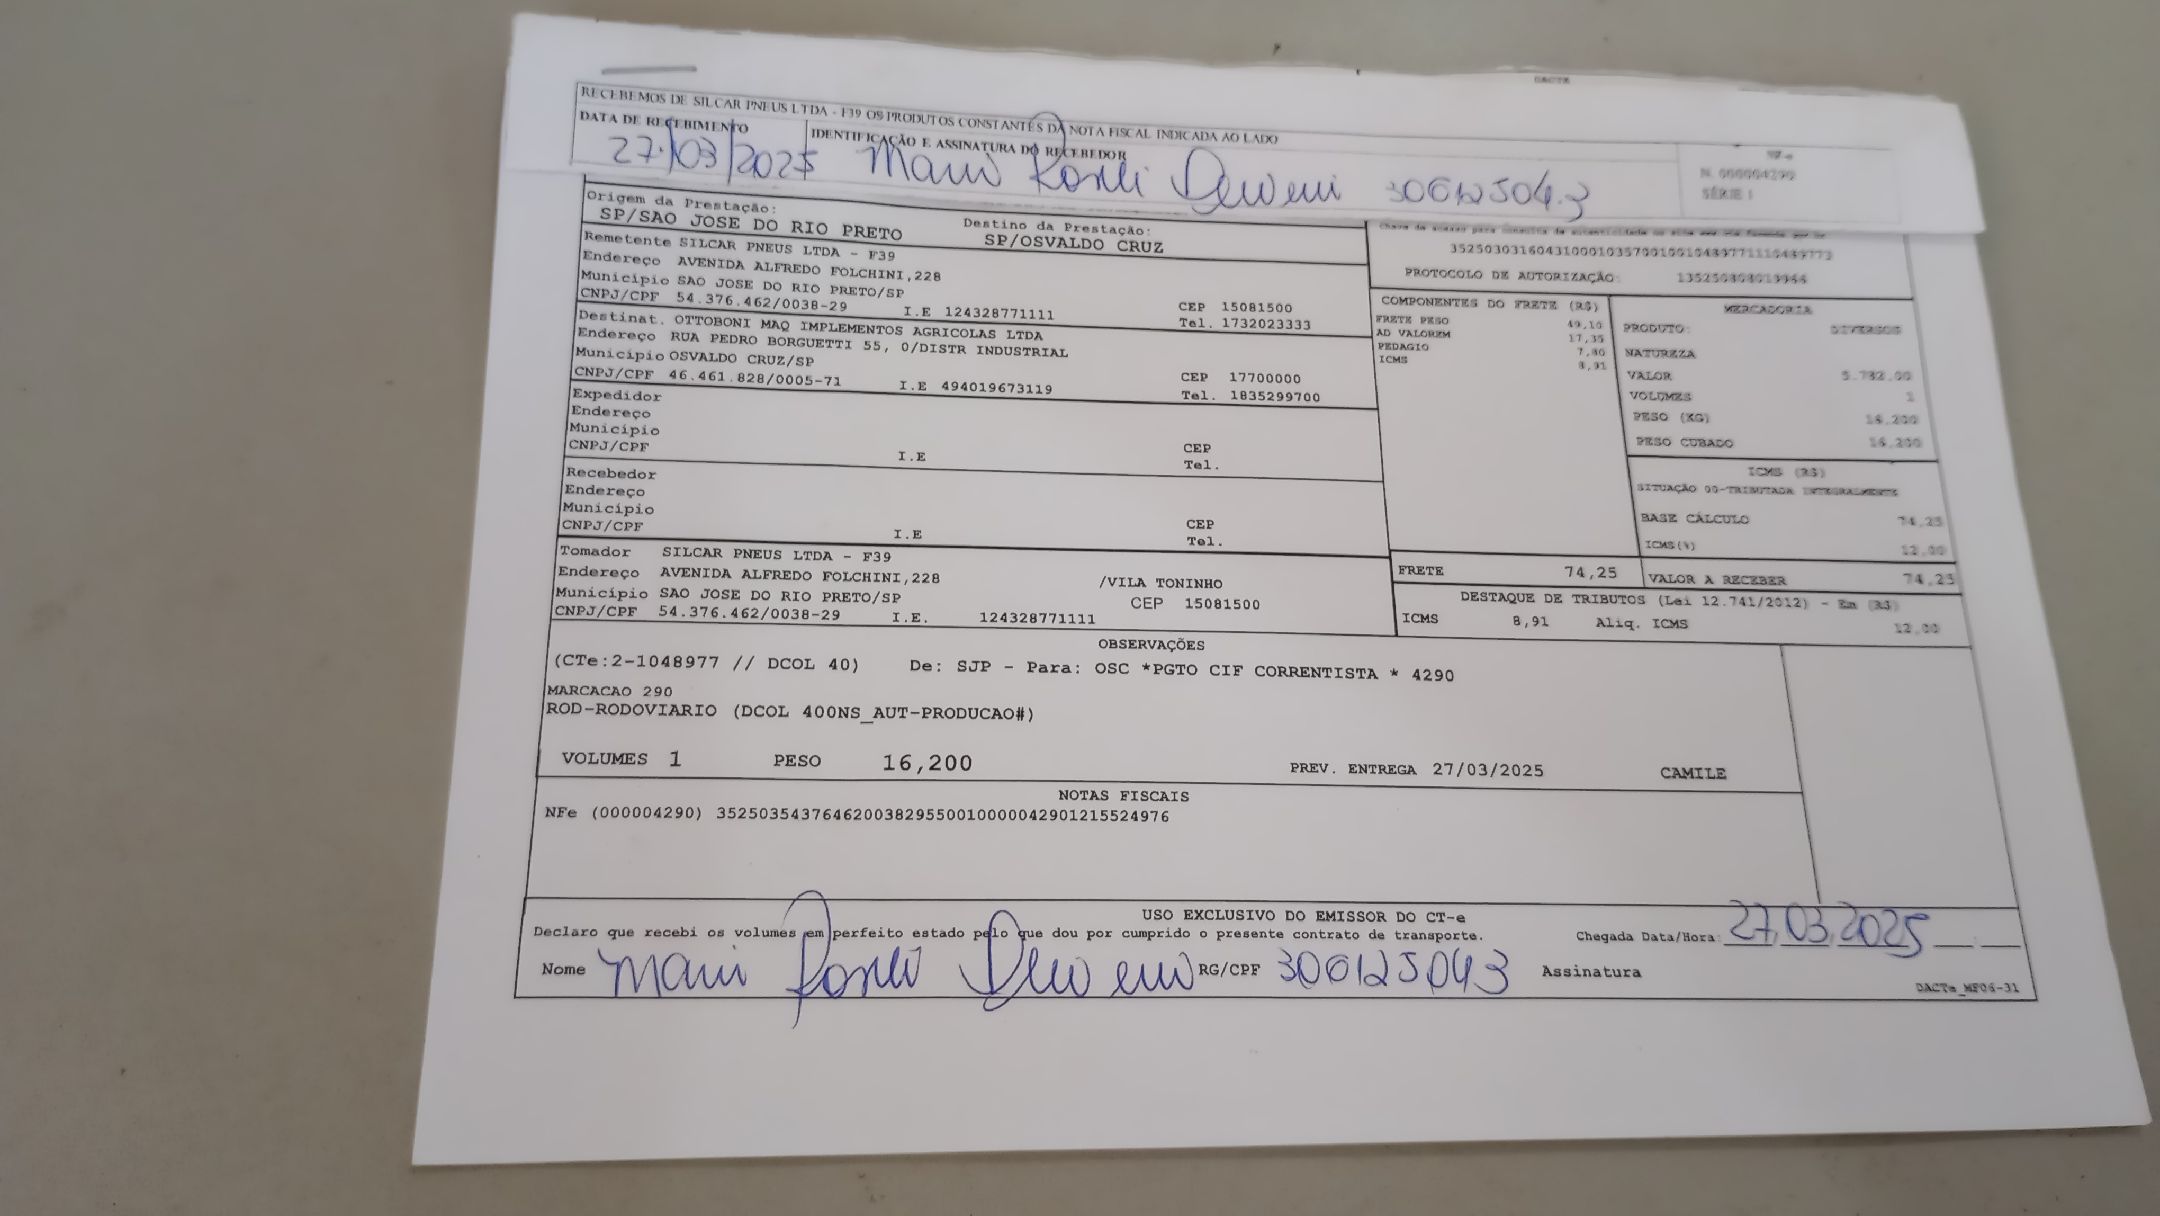 DACTE
RECEBEMOS DE SILCAR PNEUS LTDA - F39 OS PRODUTOS CONSTANTES DA NOTA FISCAL INDICADA AO LADO
DATA DE RECEBIMENTO
IDENTIFICAÇÃO E ASSINATURA DO RECEBEDOR
27/03/2025 30612504.3
N. 000004290
SÉRIE 1
Origem da Prestação:
SP/SAO JOSE DO RIO PRETO
Destino da Prestação:
SP/OSVALDO CRUZ
Remetente SILCAR PNEUS LTDA - F39
Endereço AVENIDA ALFREDO FOLCHINI,228
Município SAO JOSE DO RIO PRETO/SP CEP 15081500
CNPJ/CPF 54.376.462/0038-29 I.E 124328771111 Tel. 1732023333
Destinat. OTTOBONI MAQ IMPLEMENTOS AGRICOLAS LTDA
Endereço RUA PEDRO BORGUETTI 55, 0/DISTR INDUSTRIAL
Município OSVALDO CRUZ/SP CEP 17700000
CNPJ/CPF 46.461.828/0005-71 I.E 494019673119 Tel. 1835299700
Expedidor
Endereço
Município CEP
CNPJ/CPF I.E Tel.
Recebedor
Endereço
Município CEP
CNPJ/CPF I.E Tel.
Tomador SILCAR PNEUS LTDA - F39
Endereço AVENIDA ALFREDO FOLCHINI,228 /VILA TONINHO
Município SAO JOSE DO RIO PRETO/SP CEP 15081500
CNPJ/CPF 54.376.462/0038-29 I.E. 124328771111
PROTOCOLO DE AUTORIZAÇÃO:
COMPONENTES DO FRETE (R$)
FRETE PESO 49,10
AD VALOREM 17,35
PEDAGIO 7,80
ICMS 8,91
MERCADORIA
PRODUTO: DIVERSOS
NATUREZA
VALOR
VOLUMES 1
PESO (KG) 16,200
PESO CUBADO 16,200
ICMS (R$)
SITUAÇÃO 00-TRIBUTADA INTEGRALMENTE
BASE CÁLCULO 74,25
ICMS(%) 12,00
FRETE 74,25 VALOR A RECEBER 74,25
DESTAQUE DE TRIBUTOS (Lei 12.741/2012) - Em (R$)
ICMS 8,91 Aliq. ICMS 12,00
OBSERVAÇÕES
(CTe:2-1048977 // DCOL 40) De: SJP - Para: OSC *PGTO CIF CORRENTISTA * 4290
MARCACAO 290
ROD-RODOVIARIO (DCOL 400NS_AUT-PRODUCAO#)
VOLUMES 1 PESO 16,200 PREV. ENTREGA 27/03/2025 CAMILE
NOTAS FISCAIS
NFe (000004290) 35250354376462003829550010000042901215524976
USO EXCLUSIVO DO EMISSOR DO CT-e
Declaro que recebi os volumes em perfeito estado pelo que dou por cumprido o presente contrato de transporte.
Chegada Data/Hora: 27.03.2025
Nome RG/CPF 306125043 Assinatura
DACTe_MF06-31